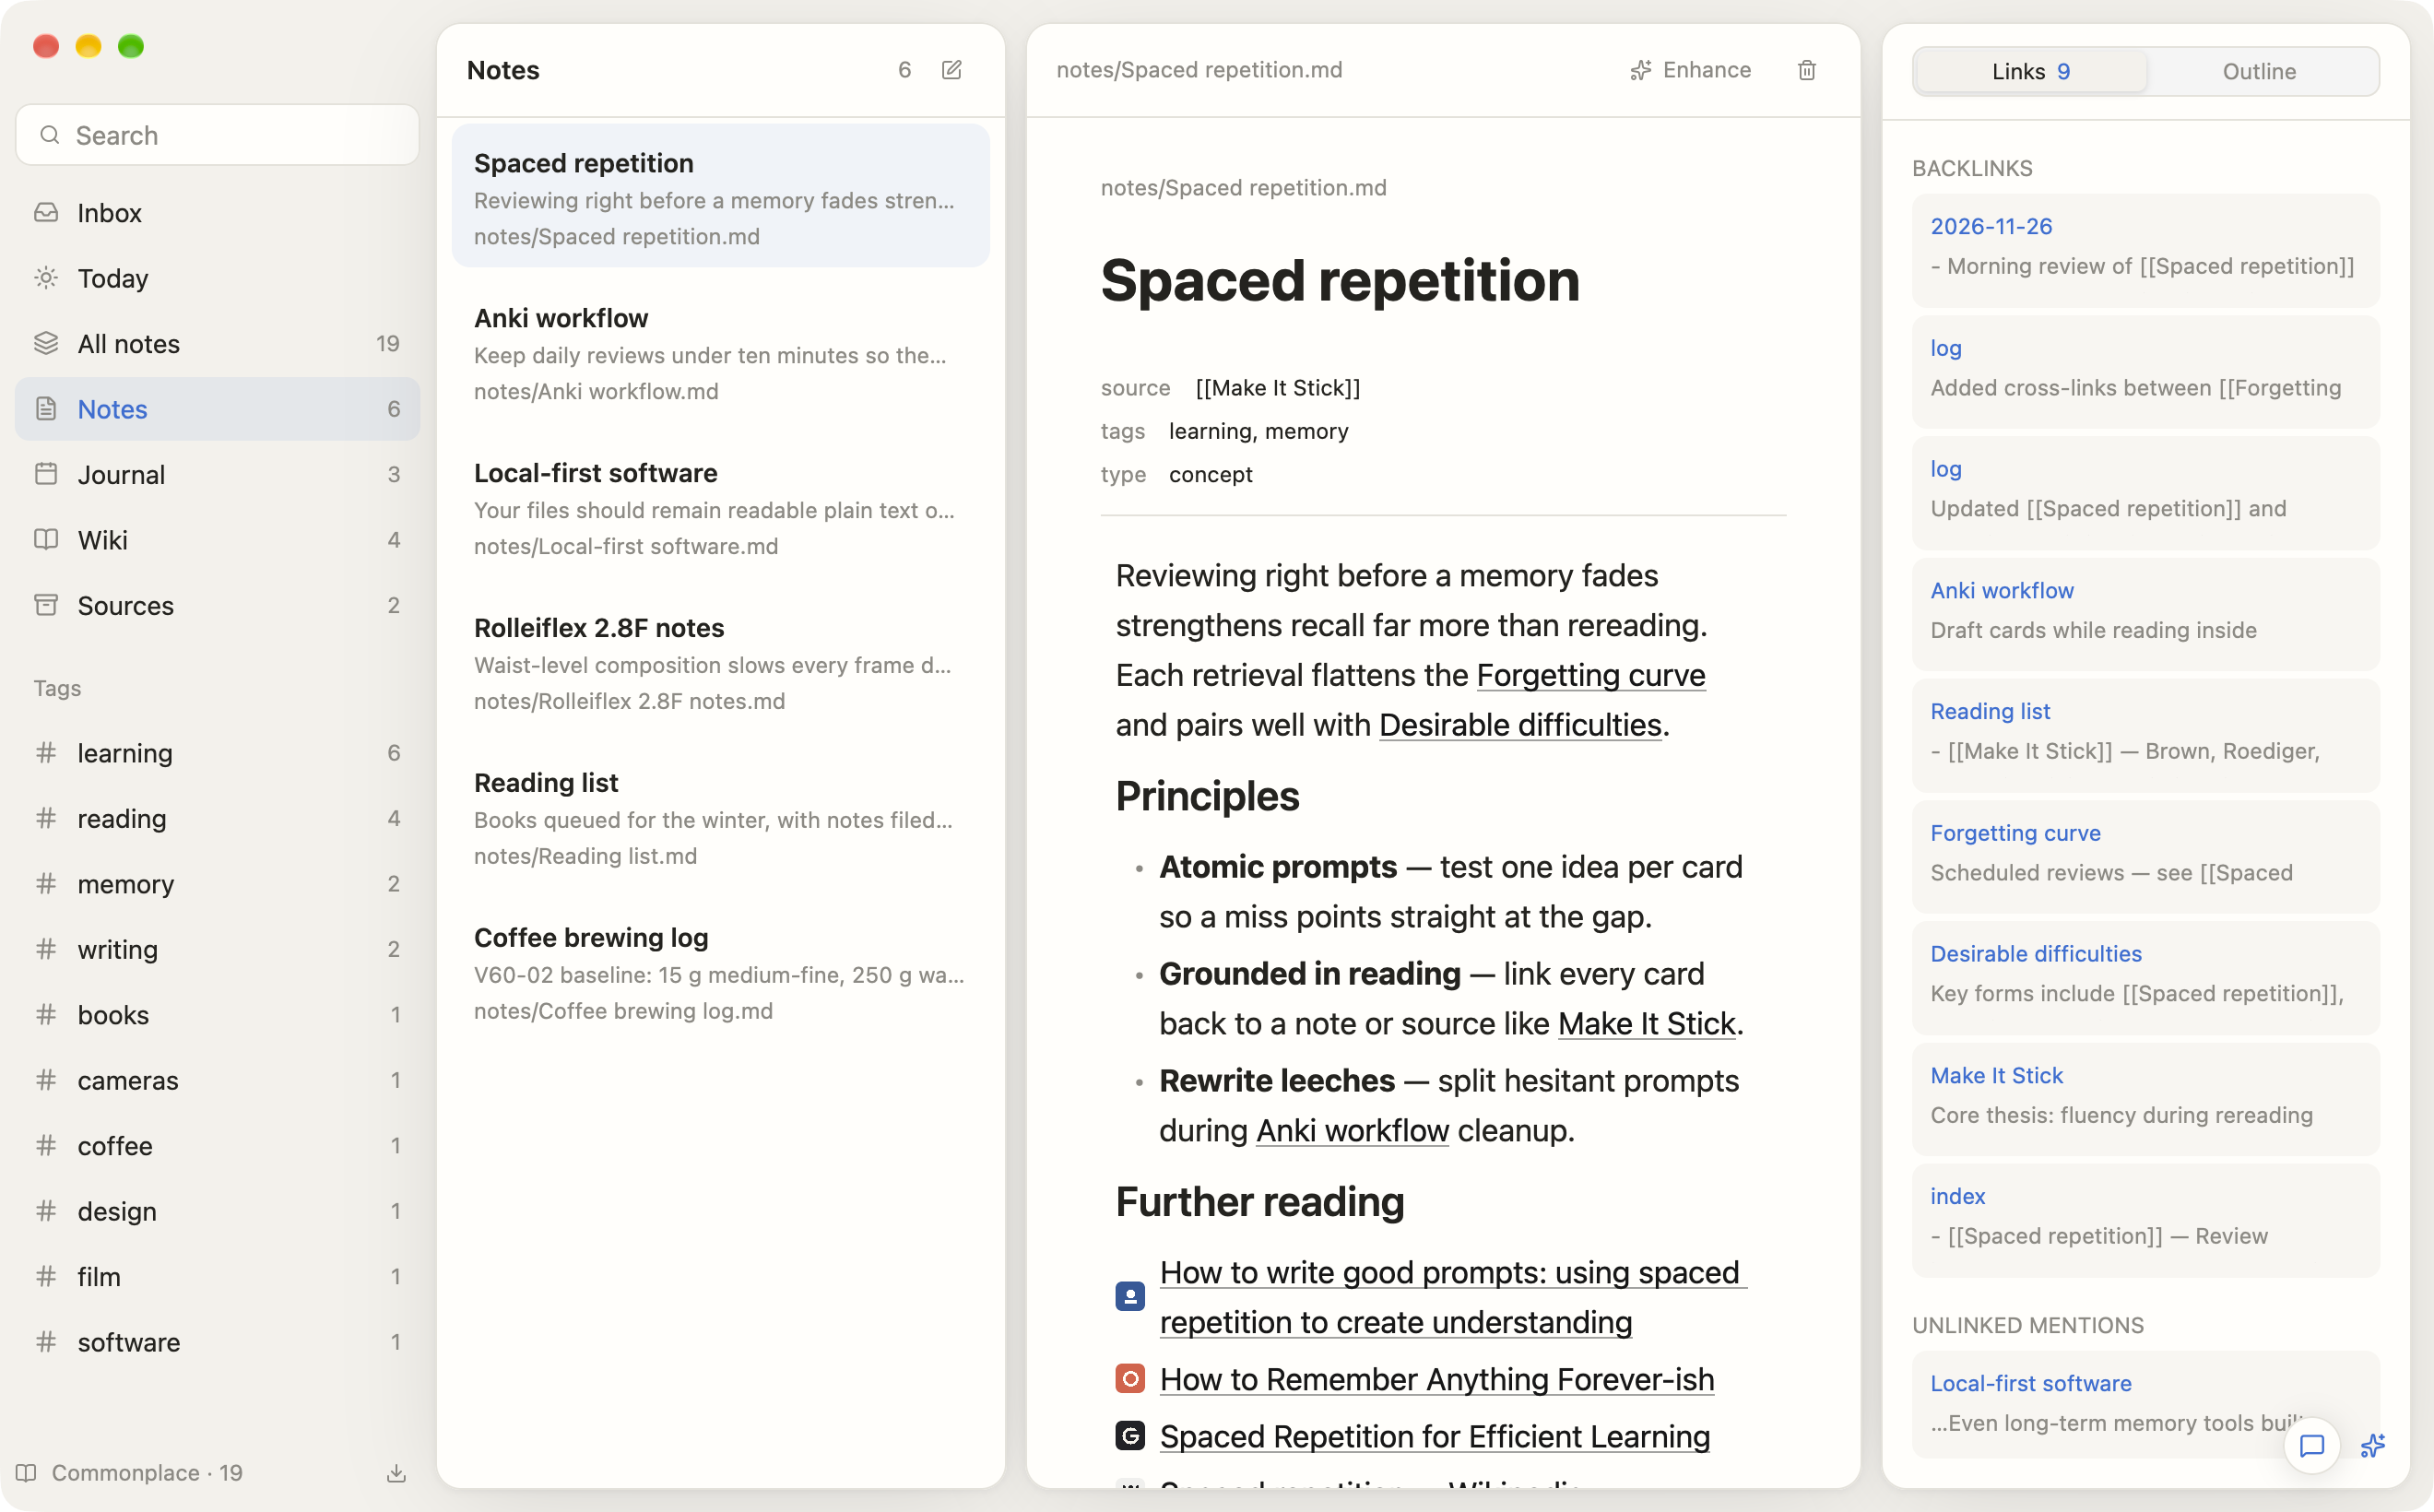 Search
Inbox
Today
All notes 19
Notes 6
Journal 3
Wiki 4
Sources 2
Tags
# learning 6
# reading 4
# memory 2
# writing 2
# books 1
# cameras 1
# coffee 1
# design 1
# film 1
# software 1
Commonplace · 19
Notes 6
Spaced repetition
Reviewing right before a memory fades stren...
notes/Spaced repetition.md
Anki workflow
Keep daily reviews under ten minutes so the...
notes/Anki workflow.md
Local-first software
Your files should remain readable plain text o...
notes/Local-first software.md
Rolleiflex 2.8F notes
Waist-level composition slows every frame d...
notes/Rolleiflex 2.8F notes.md
Reading list
Books queued for the winter, with notes filed...
notes/Reading list.md
Coffee brewing log
V60-02 baseline: 15 g medium-fine, 250 g wa...
notes/Coffee brewing log.md
notes/Spaced repetition.md Enhance
notes/Spaced repetition.md
Spaced repetition
source [[Make It Stick]]
tags learning, memory
type concept
Reviewing right before a memory fades
strengthens recall far more than rereading.
Each retrieval flattens the Forgetting curve
and pairs well with Desirable difficulties.
Principles
• Atomic prompts — test one idea per card
so a miss points straight at the gap.
• Grounded in reading — link every card
back to a note or source like Make It Stick.
• Rewrite leeches — split hesitant prompts
during Anki workflow cleanup.
Further reading
How to write good prompts: using spaced
repetition to create understanding
How to Remember Anything Forever-ish
G Spaced Repetition for Efficient Learning
Links 9 Outline
BACKLINKS
2026-11-26
- Morning review of [[Spaced repetition]]
log
Added cross-links between [[Forgetting
log
Updated [[Spaced repetition]] and
Anki workflow
Draft cards while reading inside
Reading list
- [[Make It Stick]] — Brown, Roediger,
Forgetting curve
Scheduled reviews — see [[Spaced
Desirable difficulties
Key forms include [[Spaced repetition]],
Make It Stick
Core thesis: fluency during rereading
index
- [[Spaced repetition]] — Review
UNLINKED MENTIONS
Local-first software
...Even long-term memory tools